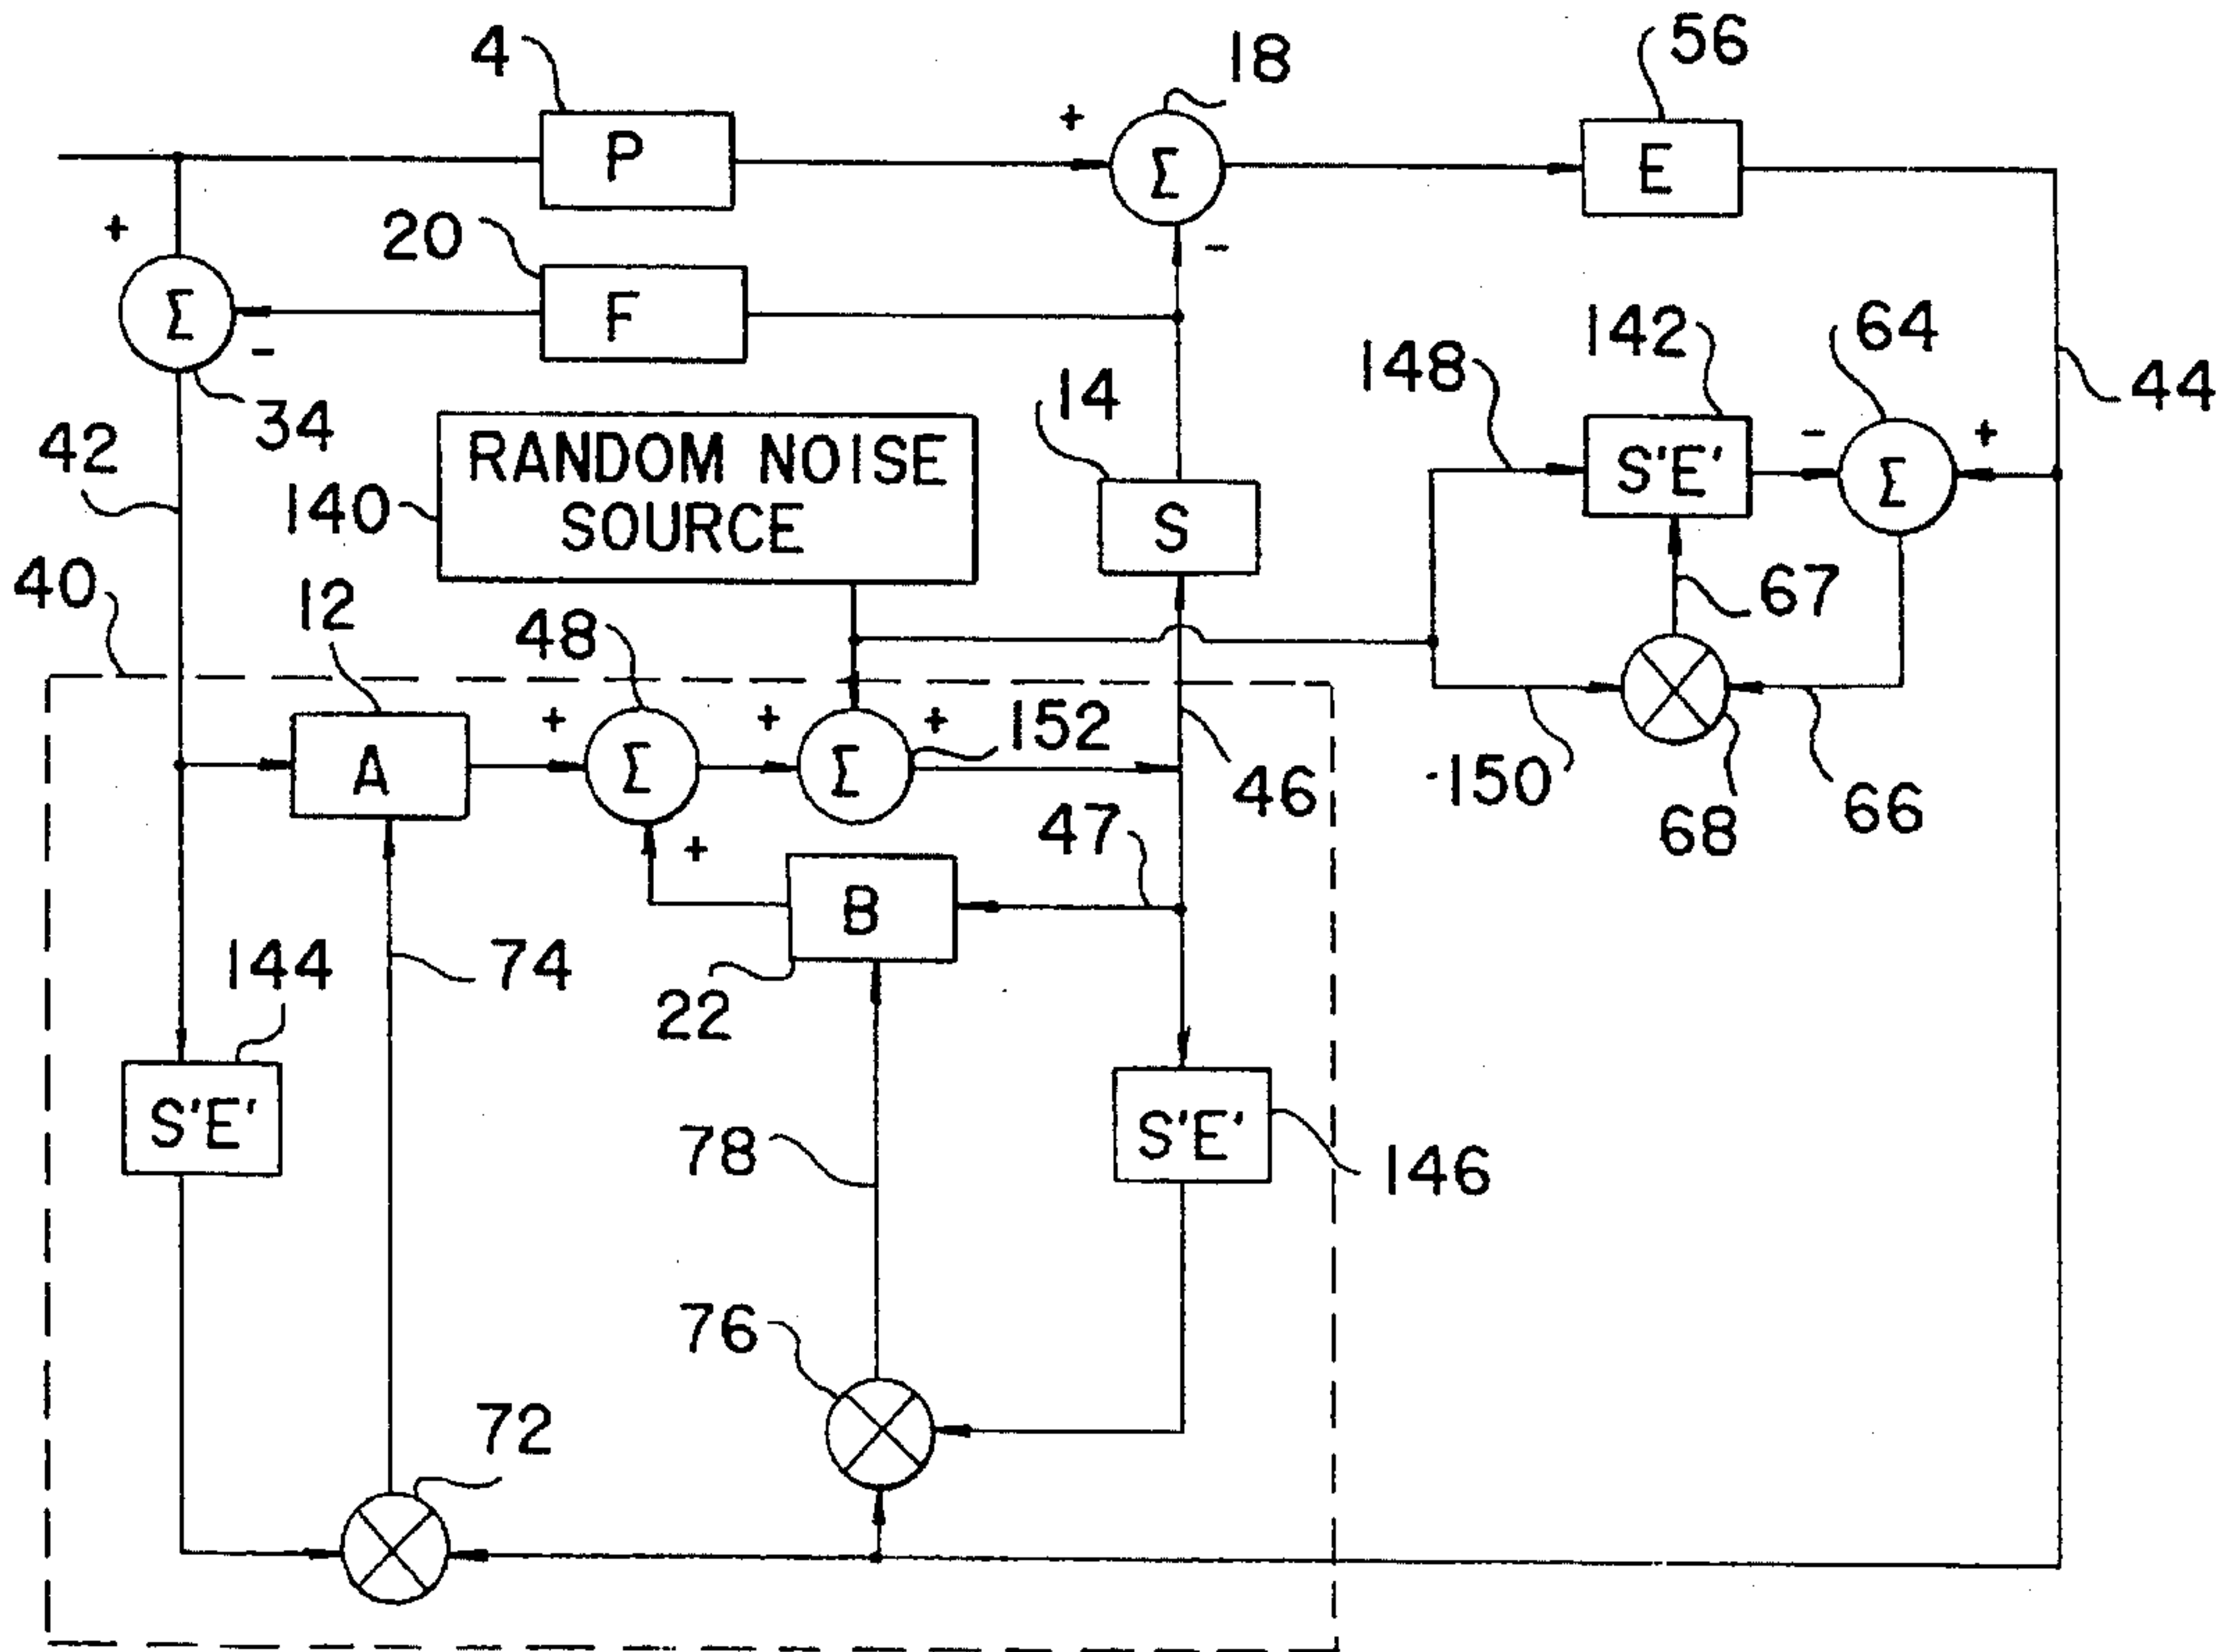 4
18
56
P
+
Σ
E
+
20
-
F
Σ
-
142
64
148
14
44
34
42
RANDOM NOISE
SOURCE
140
S'E'
-
+
Σ
S
40
12
48
67
A
+
Σ
+
Σ
+
152
46
-150
68
66
47
+
B
144
74
22
S'E'
78
S'E'
146
76
72